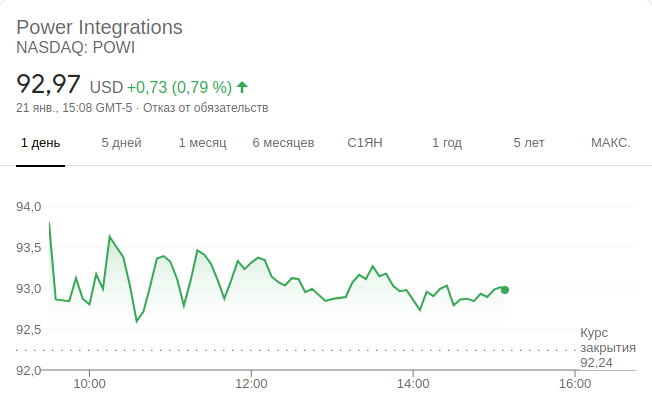 Power Integrations
NASDAQ: POWI
92,97 USD +0,73 (0,79 %)
21 янв., 15:08 GMT-5 · Отказ от обязательств
1 день 5 дней 1 месяц 6 месяцев С1ЯН 1 год 5 лет МАКС.
94,0
93,5
93,0
92,5
Курс
закрытия
92,24
92,0
10:00 12:00 14:00 16:00